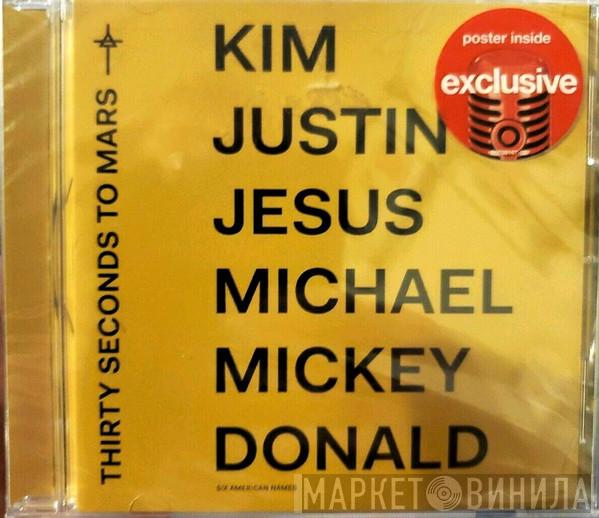 THIRTY SECONDS TO MARS
KIM
JUSTIN
JESUS
MICHAEL
MICKEY
DONALD
SIX AMERICAN NAMES
poster inside
exclusive
МАРКЕТ ВИНИЛА